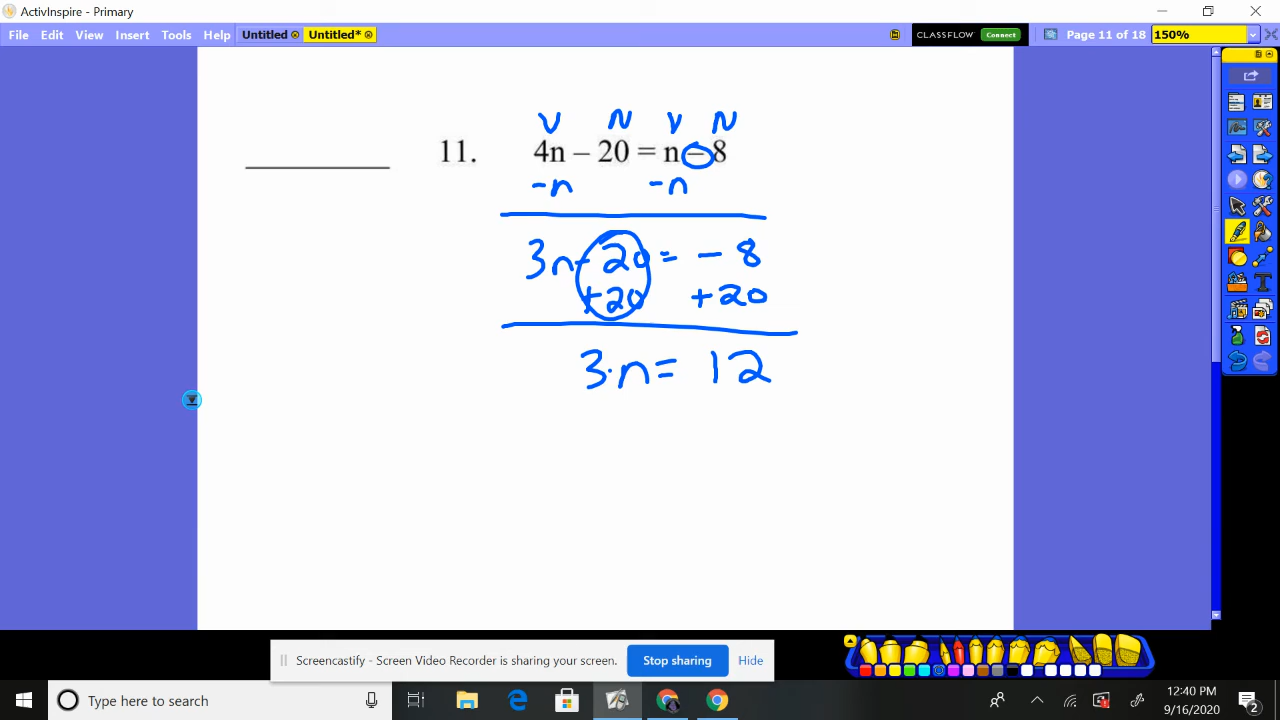 ActivInspire - Primary
File Edit View Insert Tools Help Untitled Untitled* CLASSFLOW Connect Page 11 of 18 150%
V N V N
11. 4n – 20 = n – 8
-n -n
3n - 20 = - 8
+20 +20
3·n = 12
Screencastify - Screen Video Recorder is sharing your screen. Stop sharing Hide
Type here to search
12:40 PM
9/16/2020
2